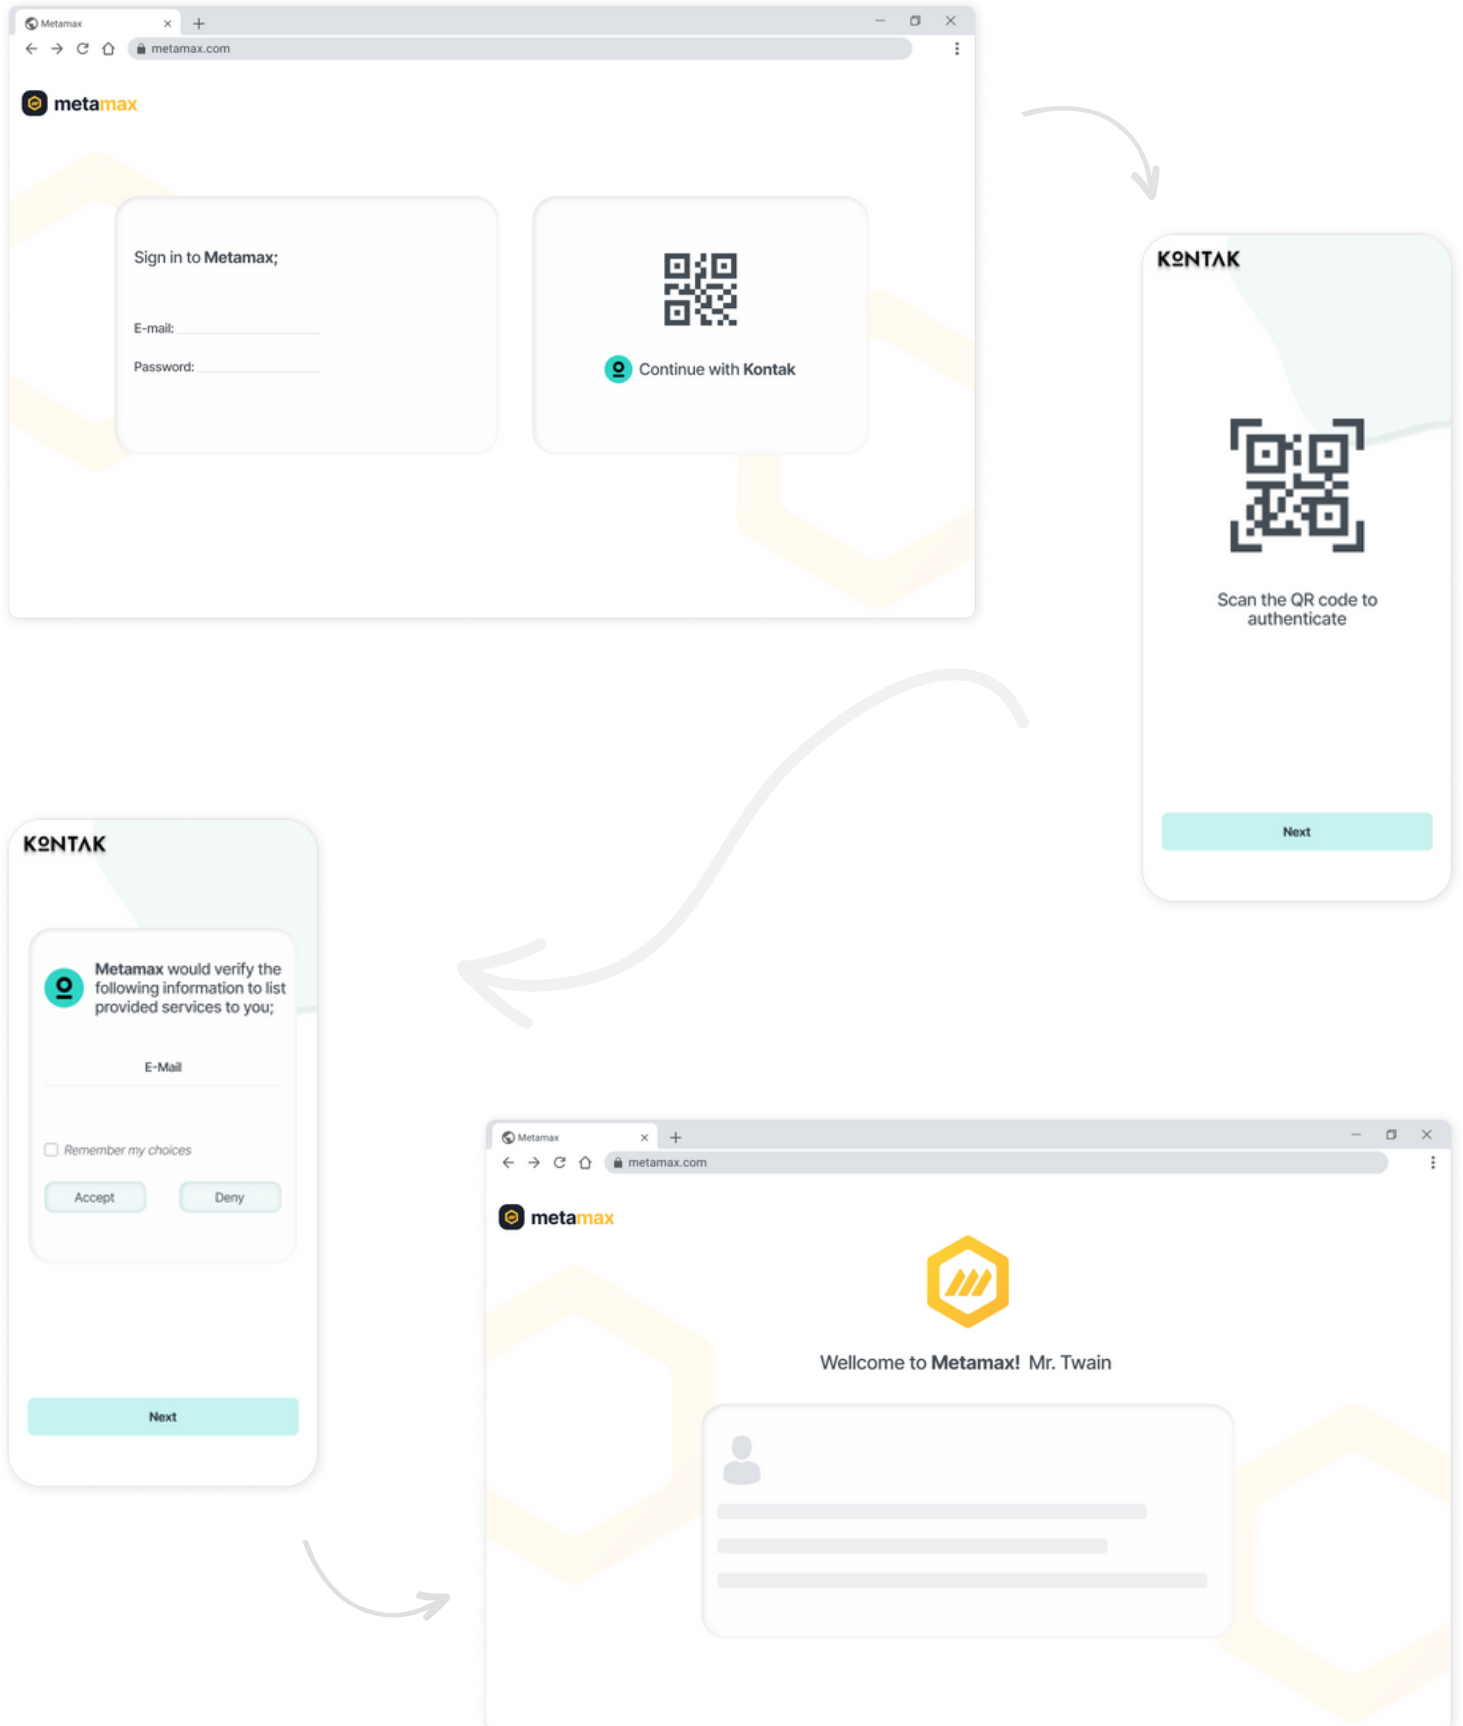 Metamax
metamax.com
metamax
Sign in to Metamax;
E-mail:
Password:
Continue with Kontak
KONTAK
Scan the QR code to
authenticate
Next
KONTAK
Metamax would verify the
following information to list
provided services to you;
E-Mail
Remember my choices
Accept Deny
Next
Metamax
metamax.com
metamax
Wellcome to Metamax! Mr. Twain